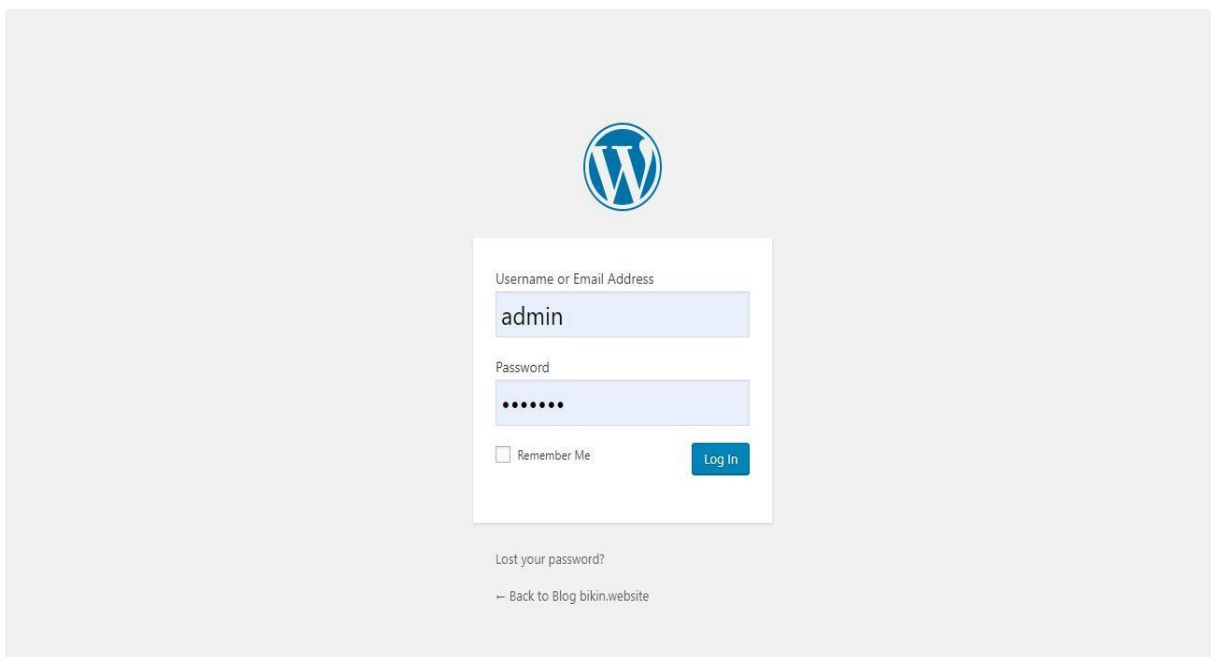 Username or Email Address
admin
Password
•••••••
Remember Me
Log In
Lost your password?
← Back to Blog bikin.website